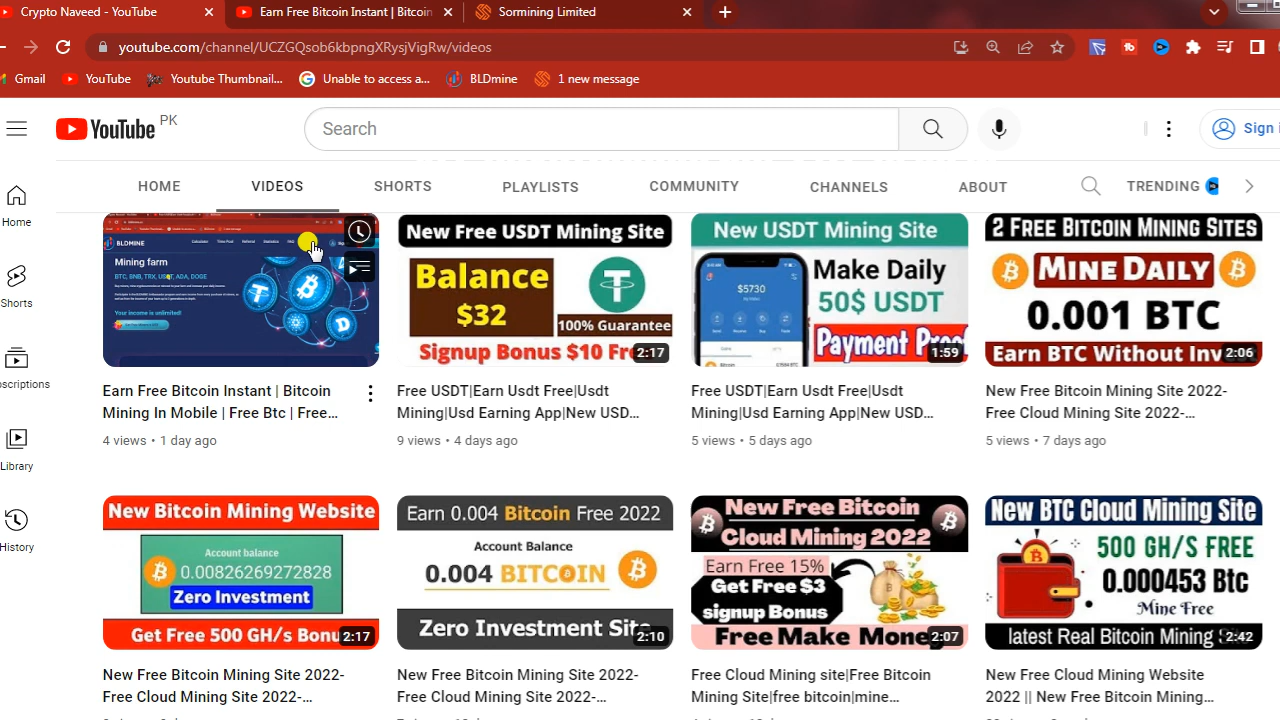 Crypto Naveed - YouTube
Earn Free Bitcoin Instant | Bitcoin
Sormining Limited
youtube.com/channel/UCZGQsob6kbpngXRysjVigRw/videos
Gmail
YouTube
Youtube Thumbnail...
Unable to access a...
BLDmine
1 new message
YouTube PK
Search
Sign i
HOME
VIDEOS
SHORTS
PLAYLISTS
COMMUNITY
CHANNELS
ABOUT
TRENDING
Home
Shorts
scriptions
Library
History
BLDMINE
Mining farm
BTC, BNB, TRX, USDT, ADA, DOGE
Your income is unlimited!
Earn Free Bitcoin Instant | Bitcoin
Mining In Mobile | Free Btc | Free...
4 views • 1 day ago
New Free USDT Mining Site
Balance
$32
100% Guarantee
Signup Bonus $10 Fr
2:17
Free USDT|Earn Usdt Free|Usdt
Mining|Usd Earning App|New USD...
9 views • 4 days ago
New USDT Mining Site
$5730
Make Daily
50$ USDT
Payment Proof
1:59
Free USDT|Earn Usdt Free|Usdt
Mining|Usd Earning App|New USD...
5 views • 5 days ago
2 Free Bitcoin Mining Sites
Mine Daily
0.001 BTC
Earn BTC Without Inv
2:06
New Free Bitcoin Mining Site 2022-
Free Cloud Mining Site 2022-...
5 views • 7 days ago
New Bitcoin Mining Website
Account balance
0.00826269272828
Zero Investment
Get Free 500 GH/s Bonu
2:17
New Free Bitcoin Mining Site 2022-
Free Cloud Mining Site 2022-...
Earn 0.004 Bitcoin Free 2022
Account Balance
0.004 BITCOIN
Zero Investment Sit
2:10
New Free Bitcoin Mining Site 2022-
Free Cloud Mining Site 2022-...
New Free Bitcoin
Cloud Mining 2022
Earn Free 15%
Get Free $3
signup Bonus
Free Make Mone
2:07
Free Cloud Mining site|Free Bitcoin
Mining Site|free bitcoin|mine...
New BTC Cloud Mining Site
500 GH/S FREE
0.000453 Btc
Mine Free
latest Real Bitcoin Mining
2:42
New Free Cloud Mining Website
2022 || New Free Bitcoin Mining...